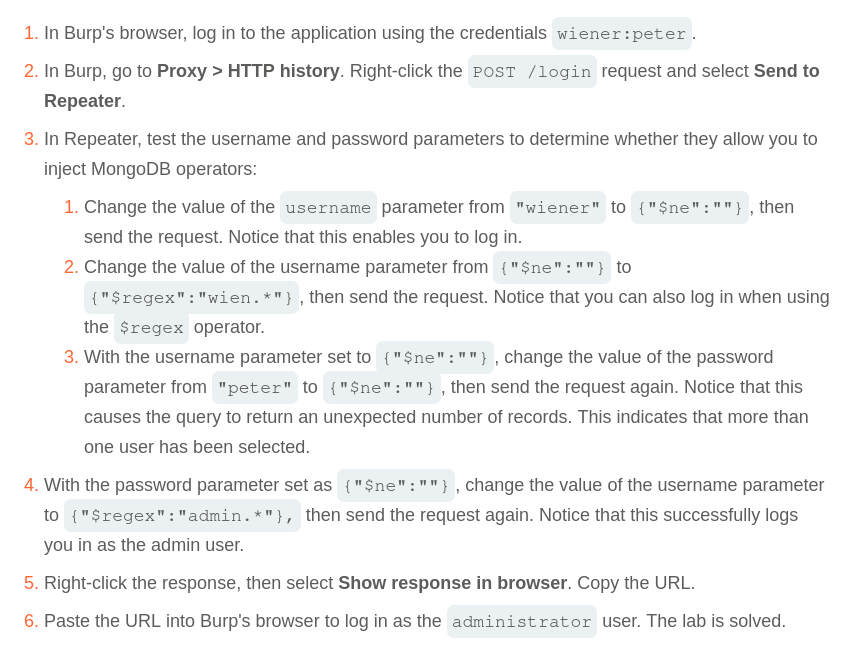 1. In Burp's browser, log in to the application using the credentials wiener:peter.
2. In Burp, go to Proxy > HTTP history. Right-click the POST /login request and select Send to
Repeater.
3. In Repeater, test the username and password parameters to determine whether they allow you to
inject MongoDB operators:
1. Change the value of the username parameter from "wiener" to {"$ne":""}, then
send the request. Notice that this enables you to log in.
2. Change the value of the username parameter from {"$ne":""} to
{"$regex":"wien.*"}, then send the request. Notice that you can also log in when using
the $regex operator.
3. With the username parameter set to {"$ne":""}, change the value of the password
parameter from "peter" to {"$ne":""}, then send the request again. Notice that this
causes the query to return an unexpected number of records. This indicates that more than
one user has been selected.
4. With the password parameter set as {"$ne":""}, change the value of the username parameter
to {"$regex":"admin.*"}, then send the request again. Notice that this successfully logs
you in as the admin user.
5. Right-click the response, then select Show response in browser. Copy the URL.
6. Paste the URL into Burp's browser to log in as the administrator user. The lab is solved.